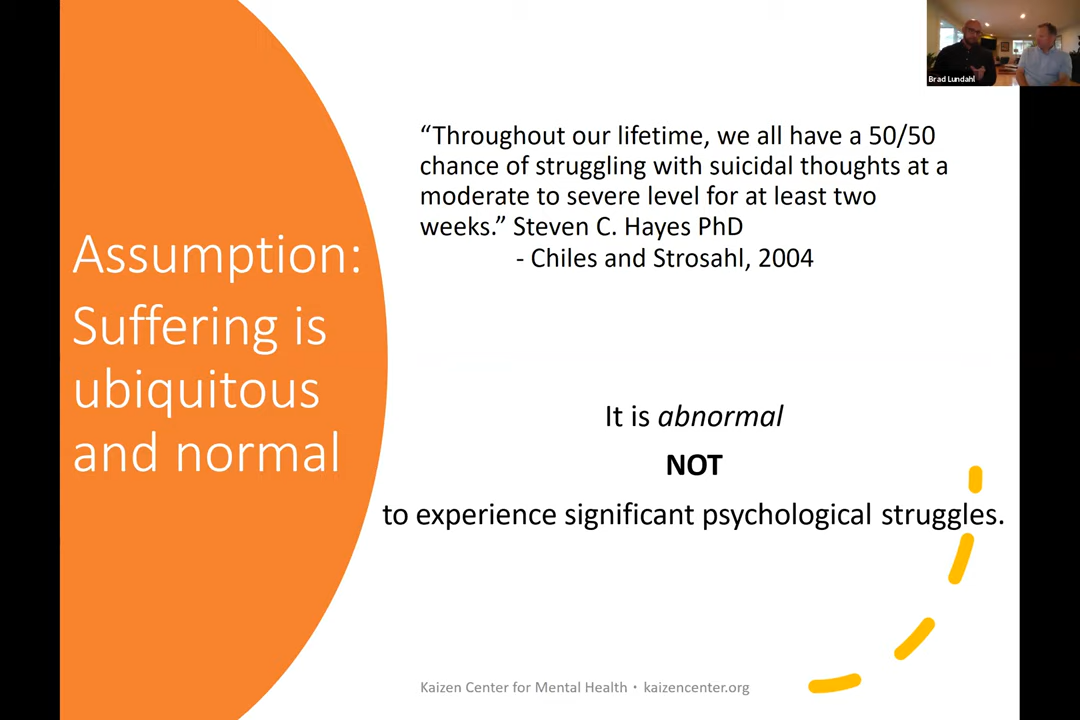 Brad Lundahl
“Throughout our lifetime, we all have a 50/50
chance of struggling with suicidal thoughts at a
moderate to severe level for at least two
weeks.” Steven C. Hayes PhD
- Chiles and Strosahl, 2004
Assumption:
Suffering is
ubiquitous
and normal
It is abnormal
NOT
to experience significant psychological struggles.
Kaizen Center for Mental Health · kaizencenter.org